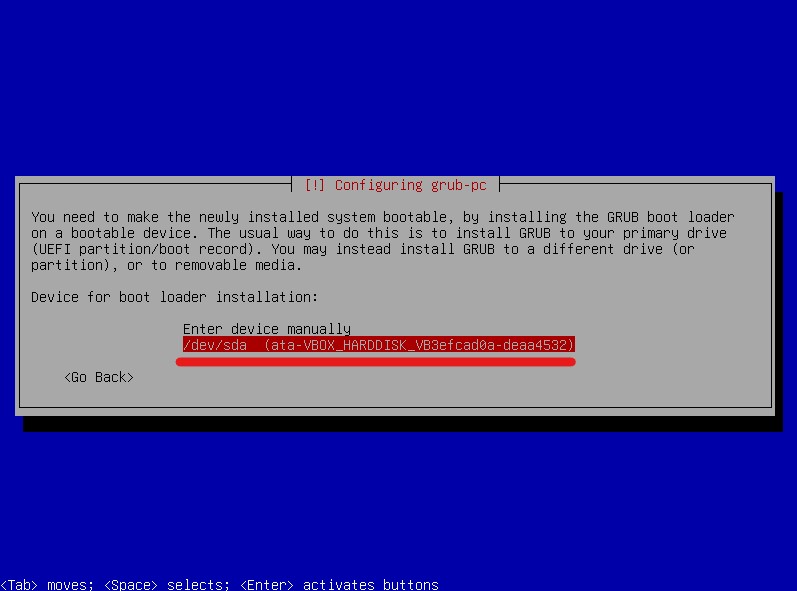 [!] Configuring grub-pc
You need to make the newly installed system bootable, by installing the GRUB boot loader
on a bootable device. The usual way to do this is to install GRUB to your primary drive
(UEFI partition/boot record). You may instead install GRUB to a different drive (or
partition), or to removable media.
Device for boot loader installation:
Enter device manually
/dev/sda (ata-VBOX_HARDDISK_VB3efcad0a-deaa4532)
<Go Back>
<Tab> moves; <Space> selects; <Enter> activates buttons